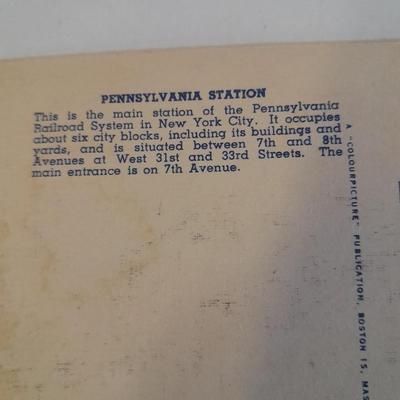 PENNSYLVANIA STATION
This is the main station of the Pennsylvania
Railroad System in New York City. It occupies
about six city blocks, including its buildings and
yards, and is situated between 7th and 8th
Avenues at West 31st and 33rd Streets. The
main entrance is on 7th Avenue.
A "COLOURPICTURE" PUBLICATION, BOSTON 15, MAS